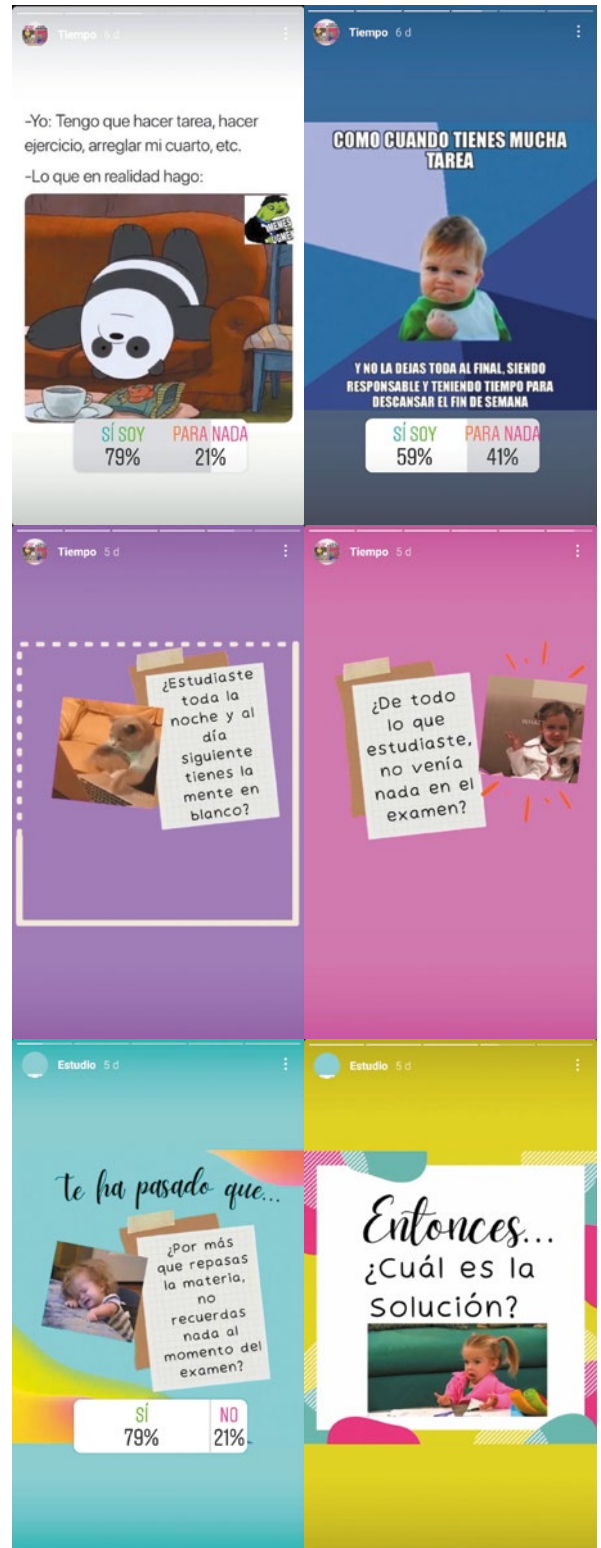 Tiempo 6 d
-Yo: Tengo que hacer tarea, hacer
ejercicio, arreglar mi cuarto, etc.
-Lo que en realidad hago:
MEMES
SÍ SOY PARA NADA
79% 21%
Tiempo 6 d
COMO CUANDO TIENES MUCHA
TAREA
Y NO LA DEJAS TODA AL FINAL, SIENDO
RESPONSABLE Y TENIENDO TIEMPO PARA
DESCANSAR EL FIN DE SEMANA
SÍ SOY PARA NADA
59% 41%
Tiempo 5 d
¿Estudiaste
toda la
noche y al
día
siguiente
tienes la
mente en
blanco?
Tiempo 5 d
¿De todo
lo que
estudiaste,
no venía
nada en el
examen?
Estudio 5 d
te ha pasado que...
¿Por más
que repasas
la materia,
no
recuerdas
nada al
momento del
examen?
SÍ NO
79% 21%
Estudio 5 d
Entonces...
¿Cuál es la
solución?